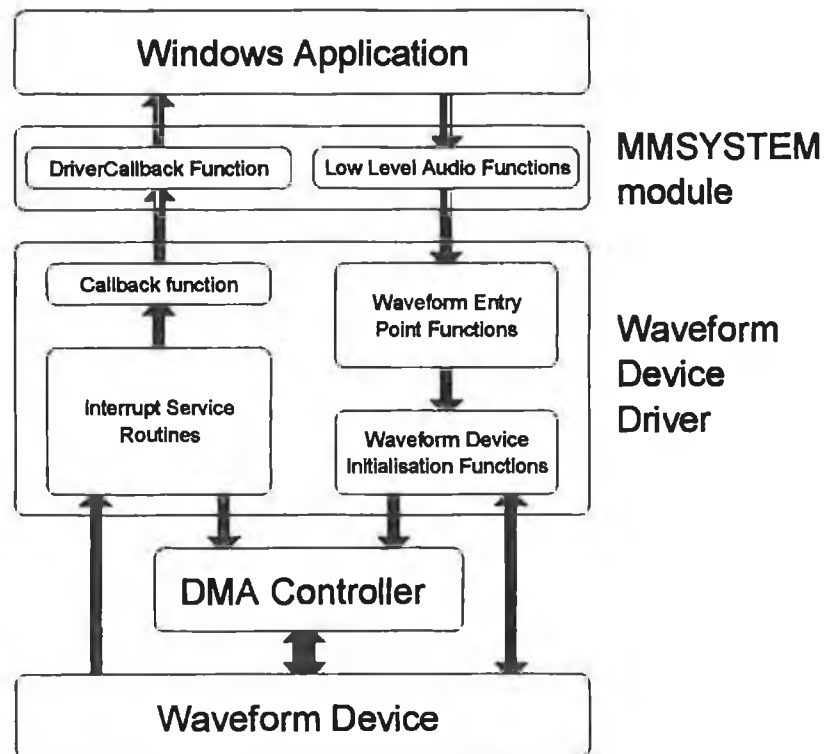 Windows Application
DriverCallback Function
Low Level Audio Functions
MMSYSTEM
module
Callback function
Waveform Entry
Point Functions
Interrupt Service
Routines
Waveform Device
Initialisation Functions
Waveform
Device
Driver
DMA Controller
Waveform Device